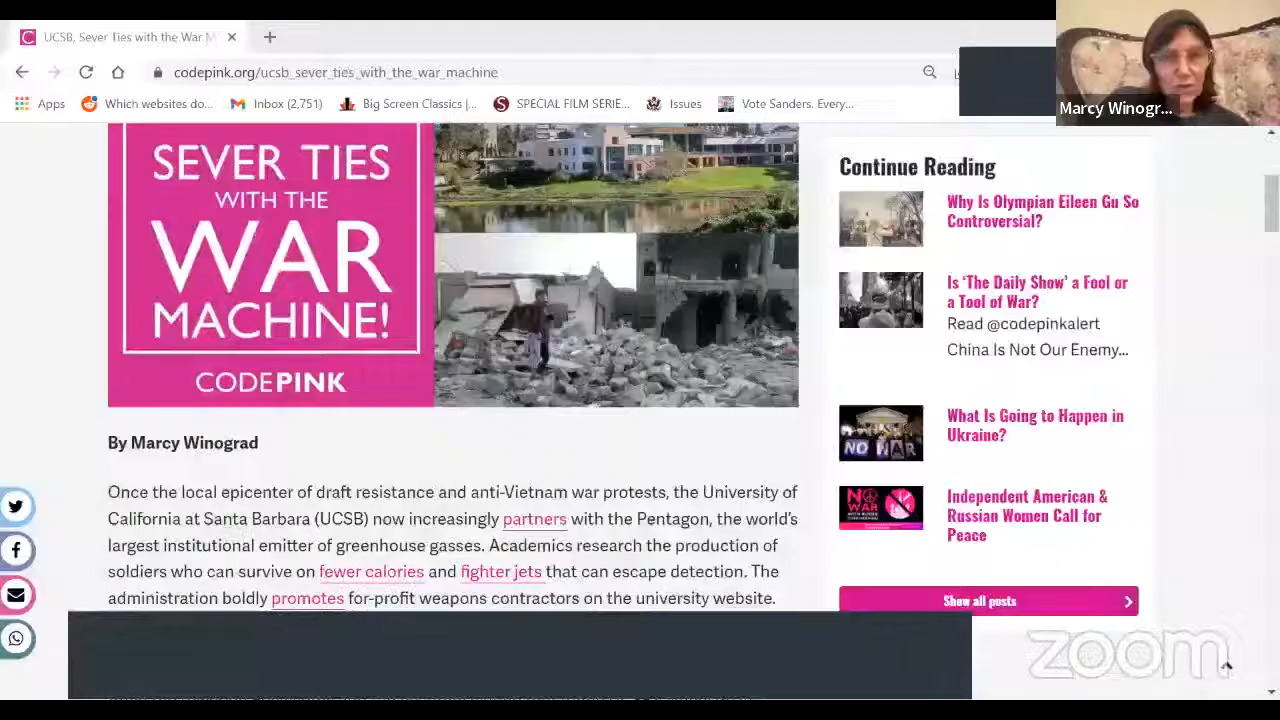 UCSB, Sever Ties with the War M
codepink.org/ucsb_sever_ties_with_the_war_machine
Apps
Which websites do...
Inbox (2,751)
Big Screen Classics |...
SPECIAL FILM SERIE...
Issues
Vote Sanders. Every...
Marcy Winogr...
SEVER TIES
WITH THE
WAR
MACHINE!
CODEPINK
By Marcy Winograd
Once the local epicenter of draft resistance and anti-Vietnam war protests, the University of
California at Santa Barbara (UCSB) now increasingly partners with the Pentagon, the world's
largest institutional emitter of greenhouse gasses. Academics research the production of
soldiers who can survive on fewer calories and fighter jets that can escape detection. The
administration boldly promotes for-profit weapons contractors on the university website.
Continue Reading
Why Is Olympian Eileen Gu So
Controversial?
Is ‘The Daily Show’ a Fool or
a Tool of War?
Read @codepinkalert
China Is Not Our Enemy...
NO WAR
What Is Going to Happen in
Ukraine?
NO
WAR
Independent American &
Russian Women Call for
Peace
Show all posts
zoom